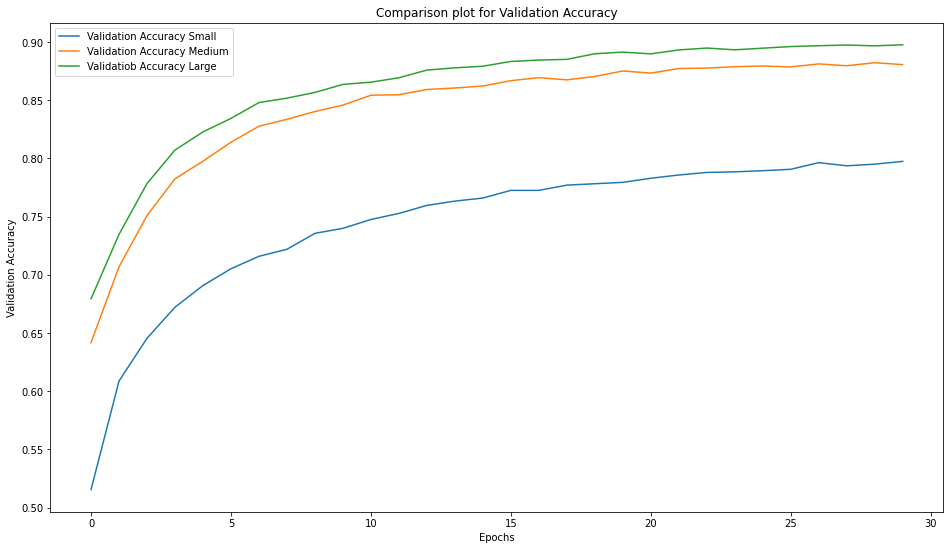 Comparison plot for Validation Accuracy
Validation Accuracy Small
Validation Accuracy Medium
Validatiob Accuracy Large
0.90
0.85
0.80
0.75
0.70
0.65
0.60
0.55
0.50
Validation Accuracy
0 5 10 15 20 25 30
Epochs